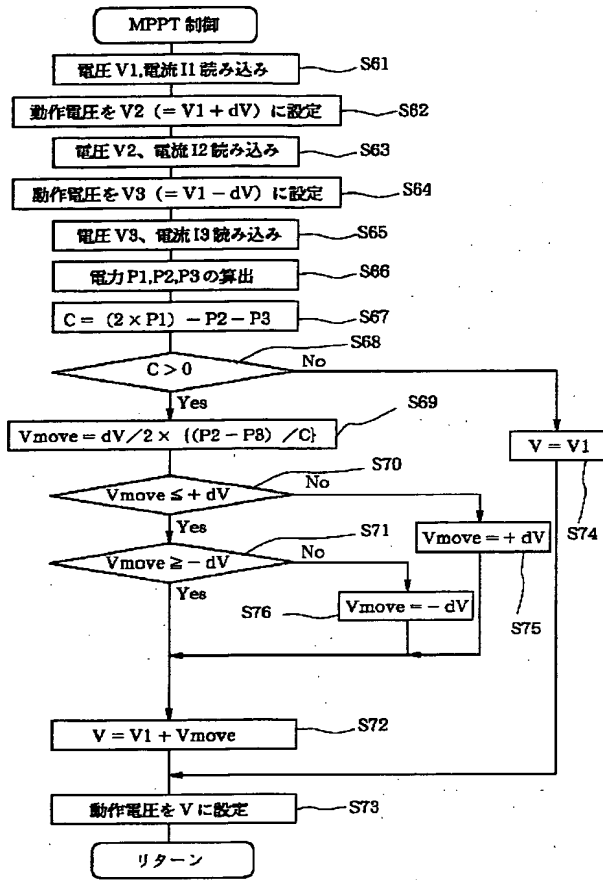 MPPT 制御
電圧 V1,電流 I1 読み込み
S61
動作電圧を V2 (= V1 + dV) に設定
S62
電圧 V2、電流 I2 読み込み
S63
動作電圧を V3 (= V1 − dV) に設定
S64
電圧 V3、電流 I3 読み込み
S65
電力 P1,P2,P3 の算出
S66
C = (2 × P1) − P2 − P3
S67
S68
C > 0
No
Yes
S69
Vmove = dV/2 × {(P2 − P3) /C}
V = V1
S74
S70
Vmove ≦ + dV
No
Yes
S71
Vmove = + dV
S75
Vmove ≧ − dV
No
Yes
S76
Vmove = − dV
V = V1 + Vmove
S72
動作電圧を V に設定
S73
リターン